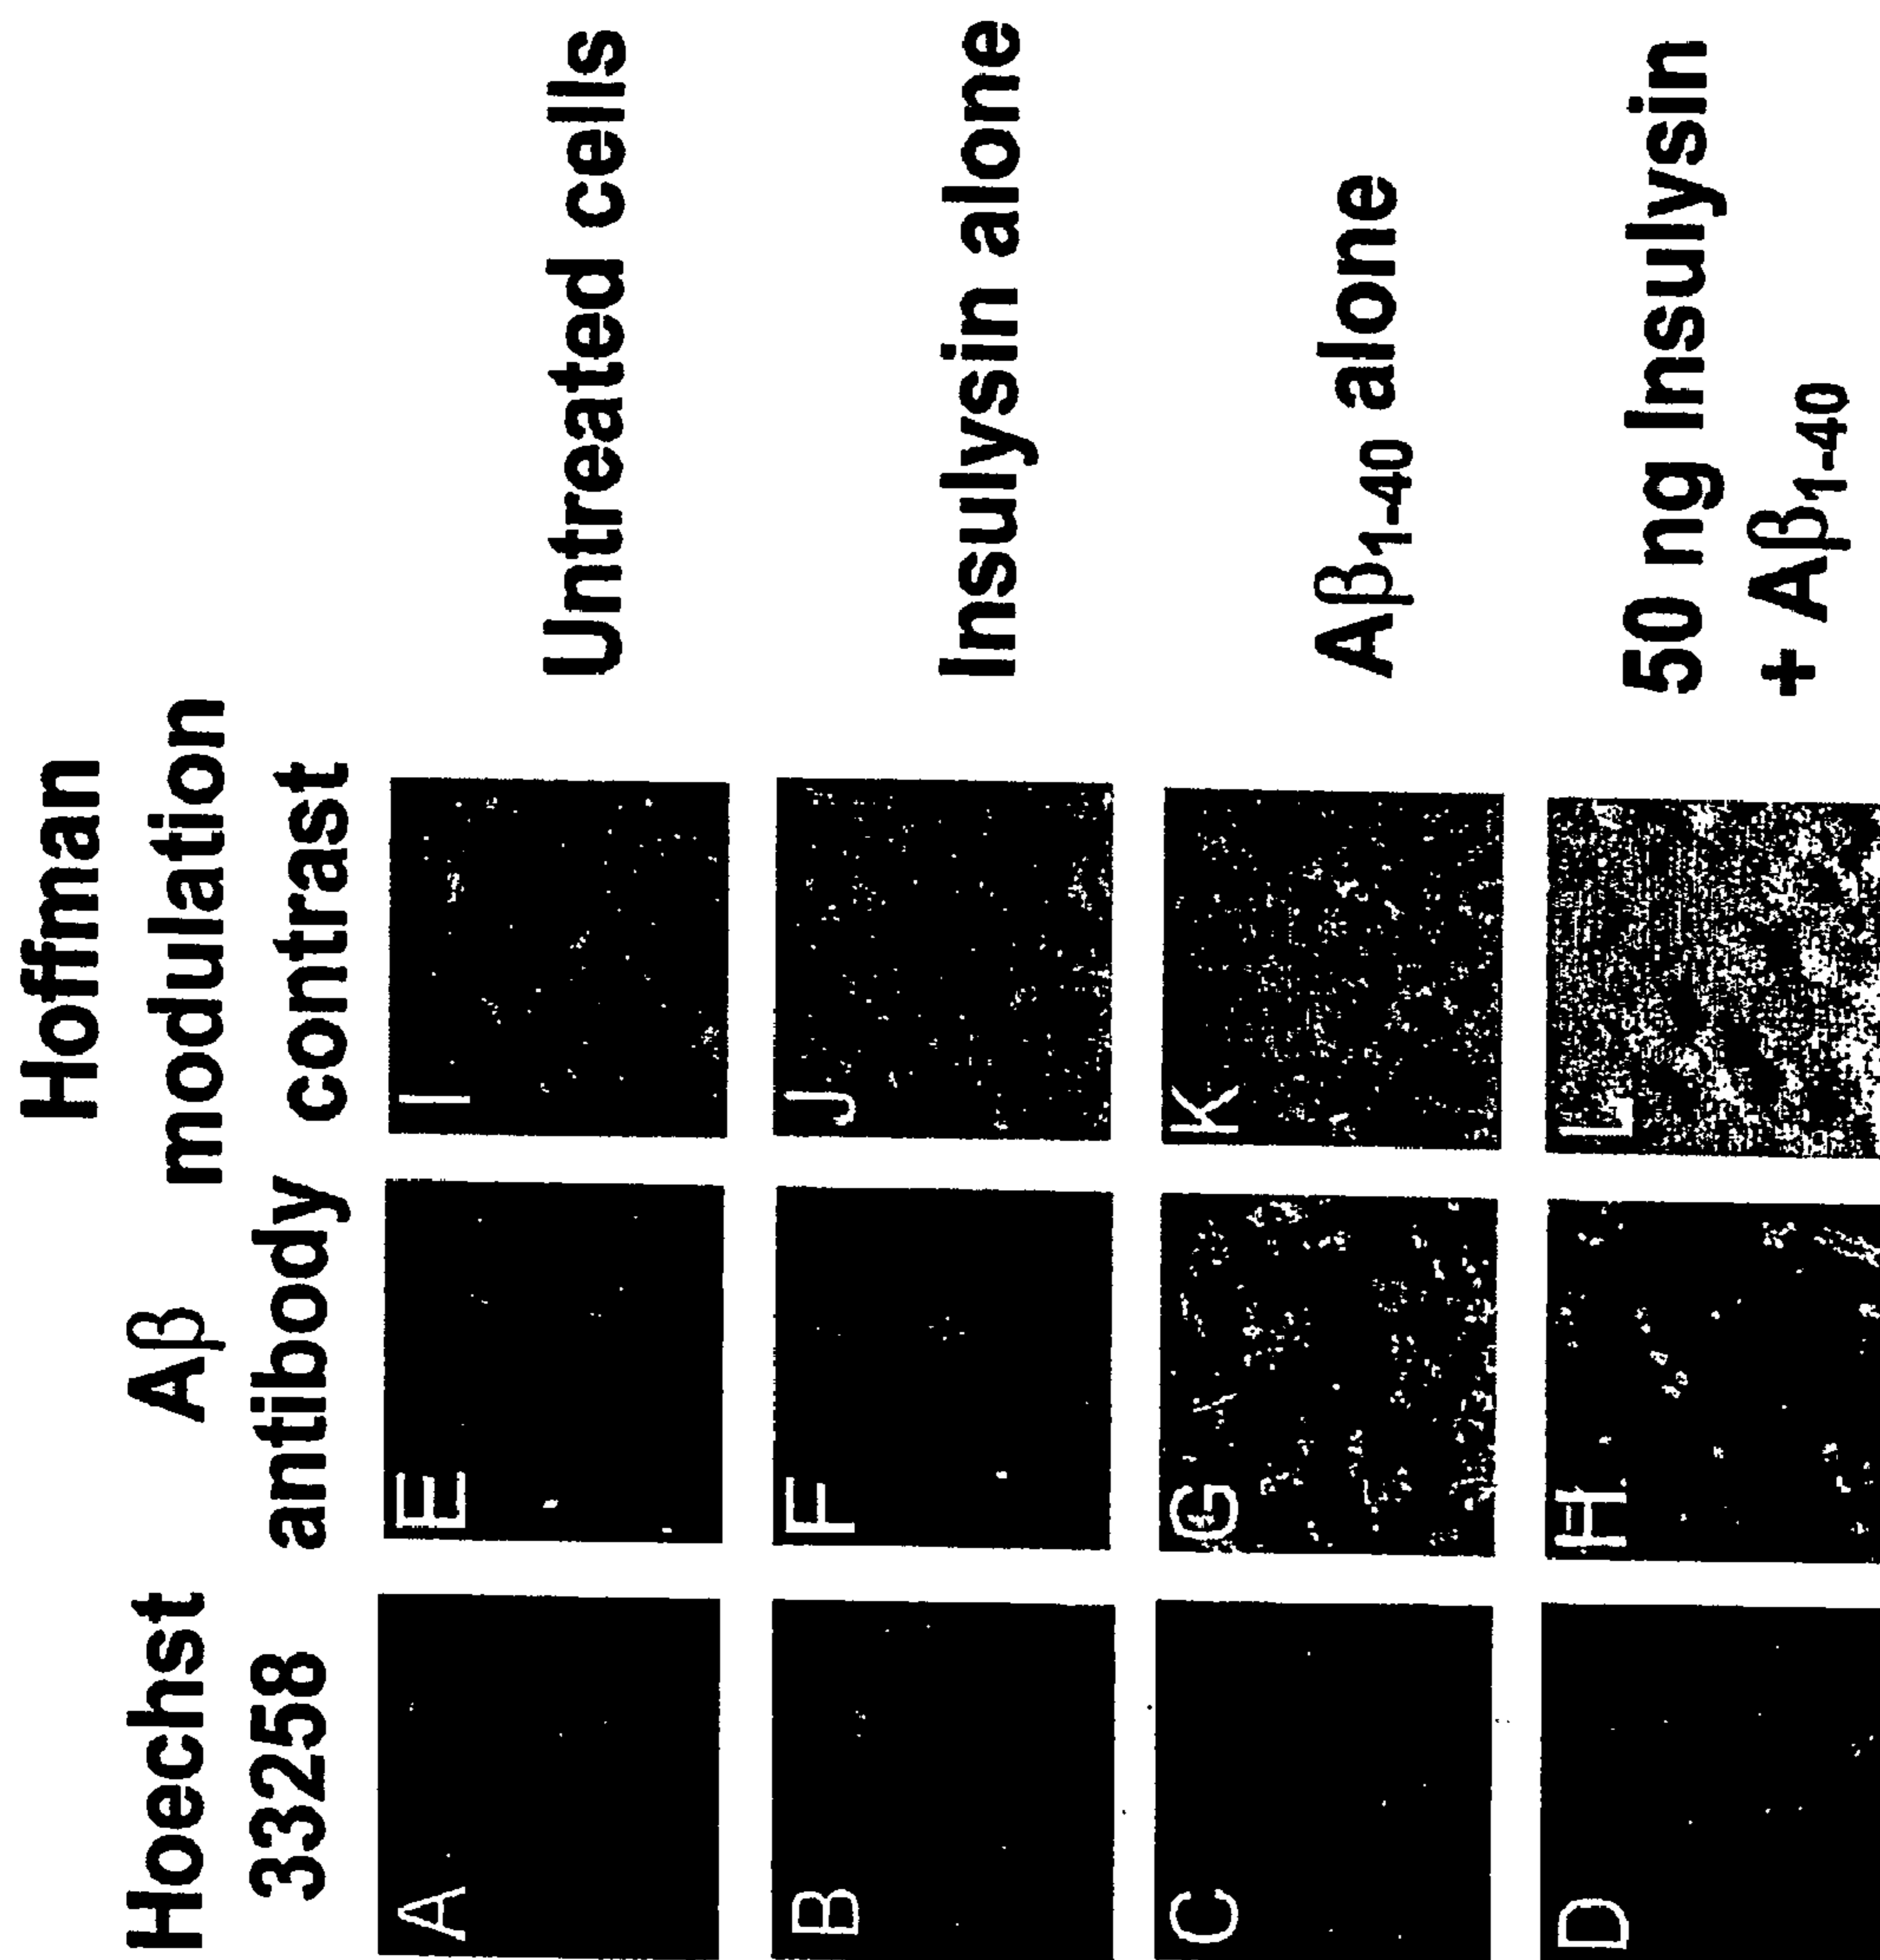 Hoechst
33258
Aβ
antibody
Hoffman
modulation
contrast
A
E
I
Untreated cells
B
F
J
Insulysin alone
C
G
K
Aβ1-40 alone
D
H
L
50 ng Insulysin
+ Aβ1-40